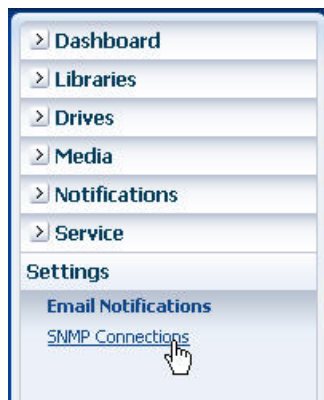 Dashboard
Libraries
Drives
Media
Notifications
Service
Settings
Email Notifications
SNMP Connections